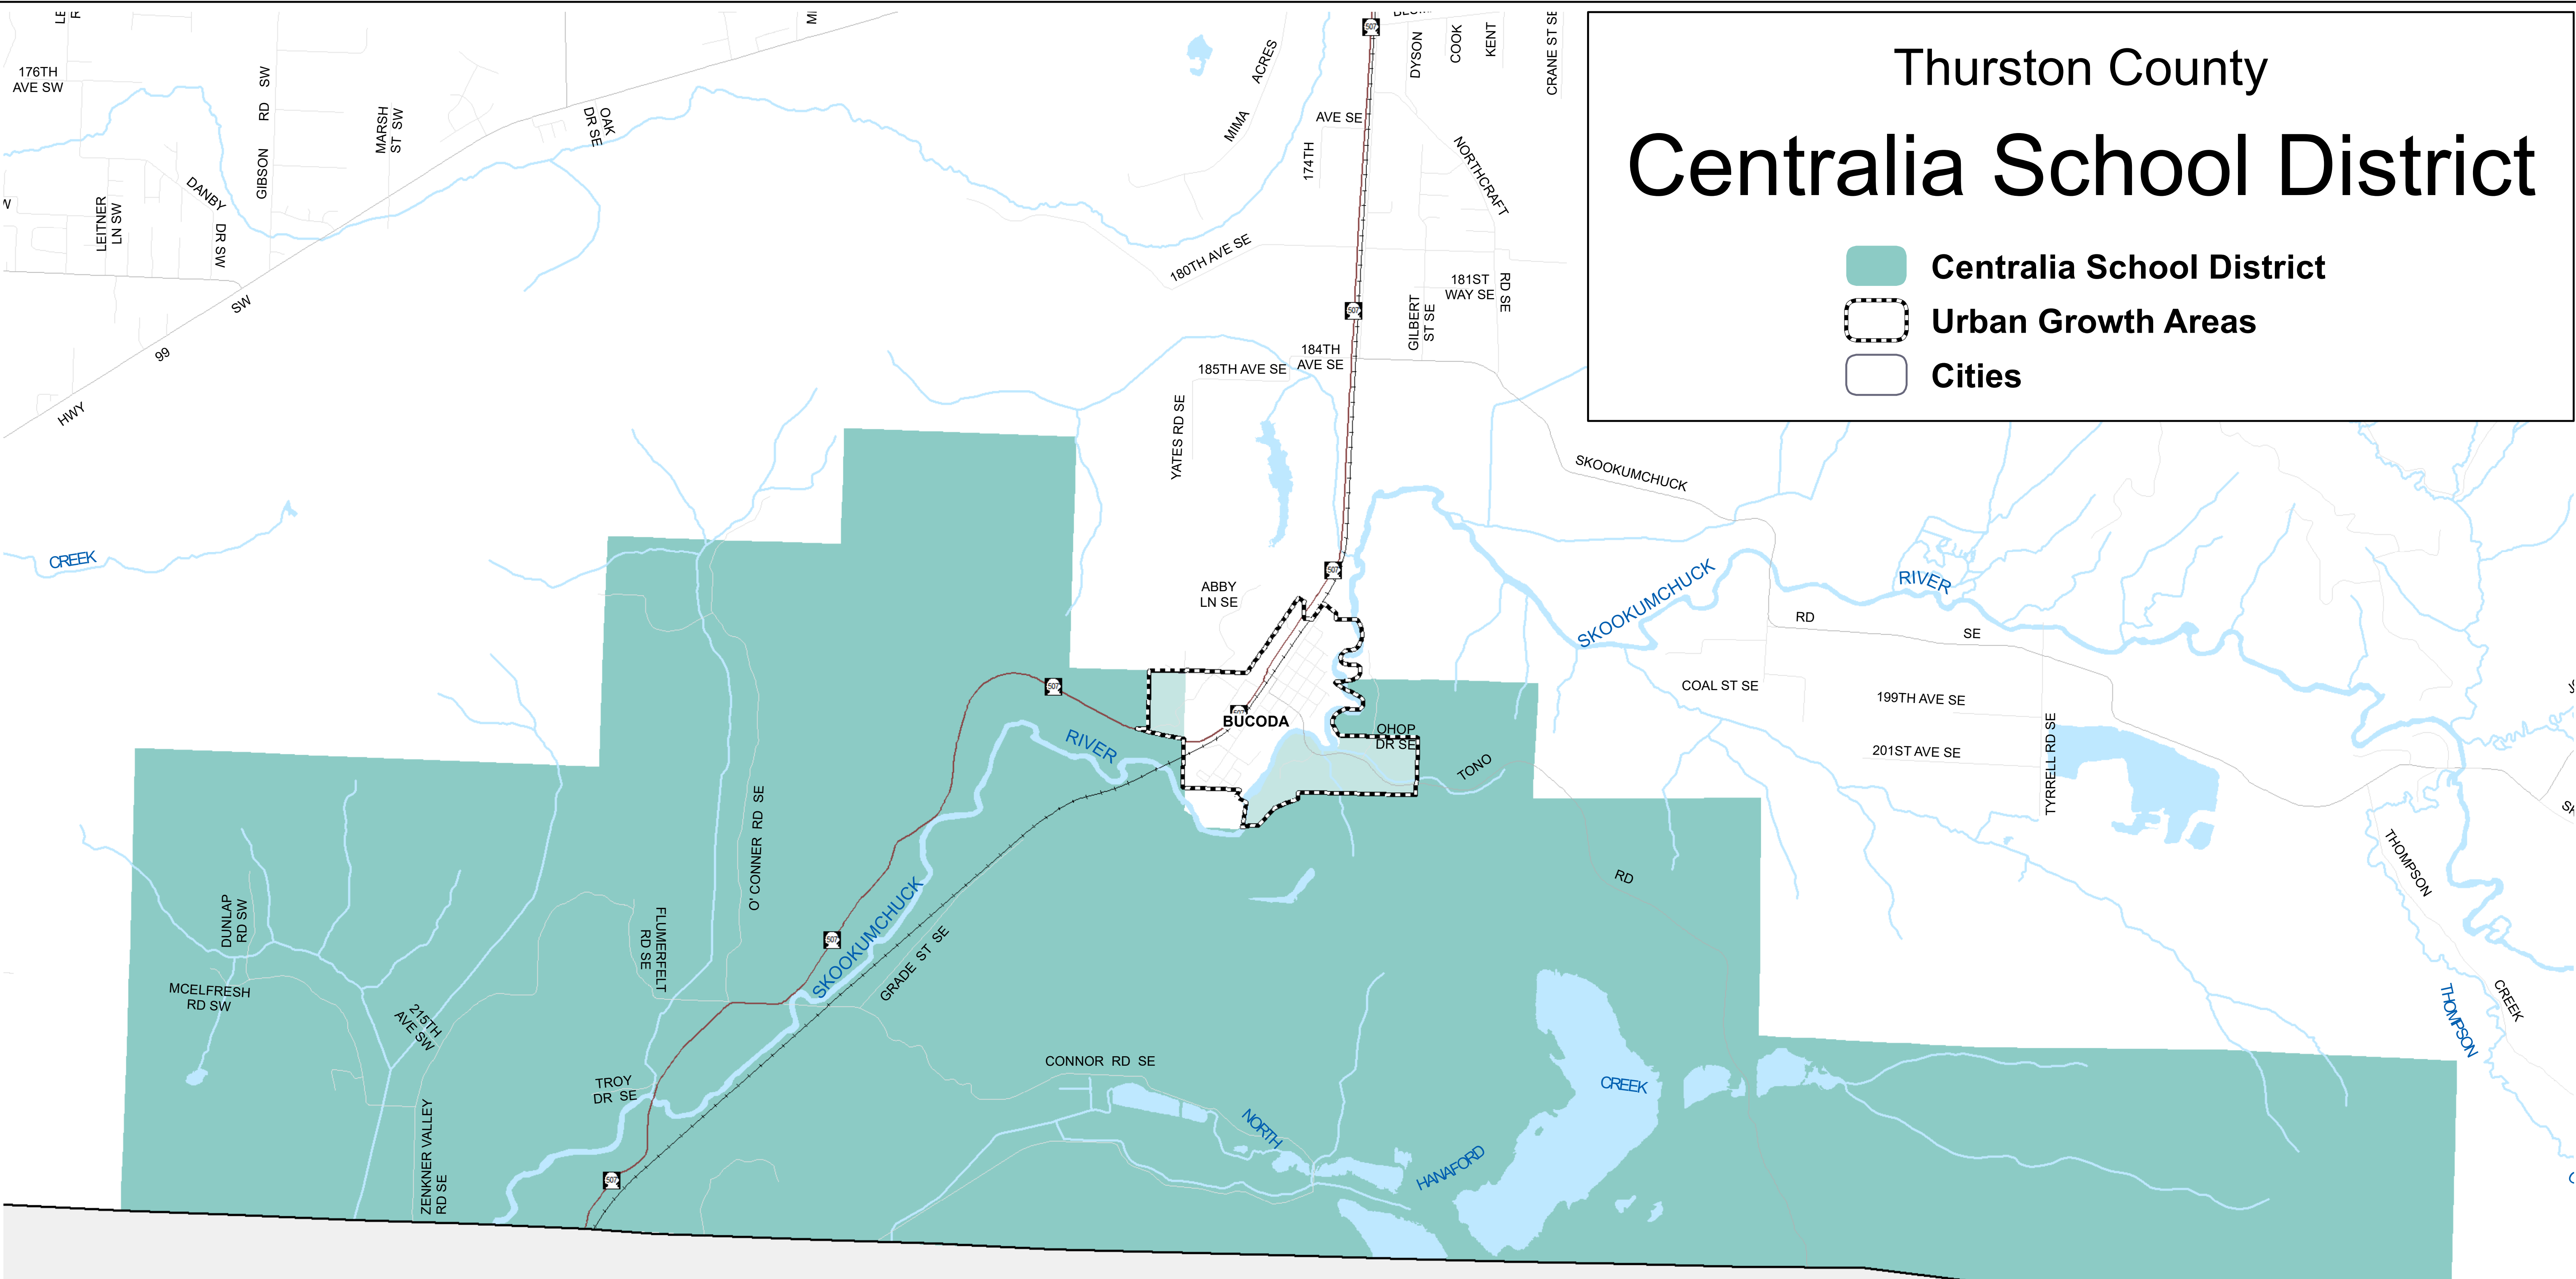 Thurston County
Centralia School District
Centralia School District
Urban Growth Areas
Cities
176TH
AVE SW
GIBSON RD SW
MARSH
ST SW
OAK
DR SE
LEITNER
LN SW
DANBY
DR SW
HWY
99
SW
MIMA
ACRES
174TH
AVE SE
507
DYSON
COOK
KENT
CRANE ST SE
NORTHCRAFT
RD SE
180TH AVE SE
181ST
WAY SE
507
GILBERT
ST SE
184TH
AVE SE
185TH AVE SE
YATES RD SE
SKOOKUMCHUCK
RD
SE
CREEK
507
ABBY
LN SE
SKOOKUMCHUCK
RIVER
COAL ST SE
199TH AVE SE
201ST AVE SE
TYRRELL RD SE
507
BUCODA
OHOP
DR SE
TONO
RD
RIVER
O' CONNER RD SE
SKOOKUMCHUCK
507
GRADE ST SE
DUNLAP
RD SW
FLUMERFELT
RD SE
MCELFRESH
RD SW
215TH
AVE SW
TROY
DR SE
ZENKNER VALLEY
RD SE
507
CONNOR RD SE
NORTH
HANAFORD
CREEK
THOMPSON
CREEK
THOMPSON